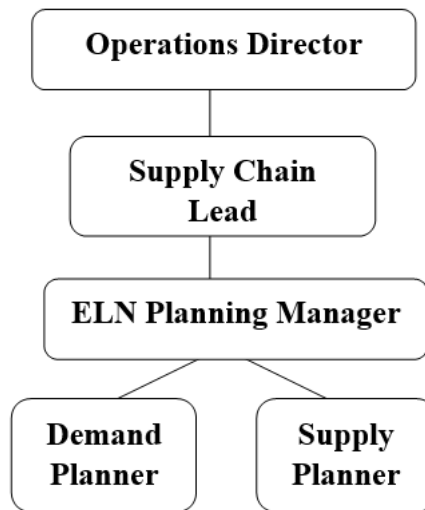 Operations Director
Supply Chain
Lead
ELN Planning Manager
Demand
Planner
Supply
Planner